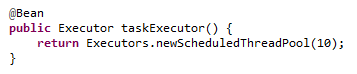 @Bean
public Executor taskExecutor() {
    return Executors.newScheduledThreadPool(10);
}